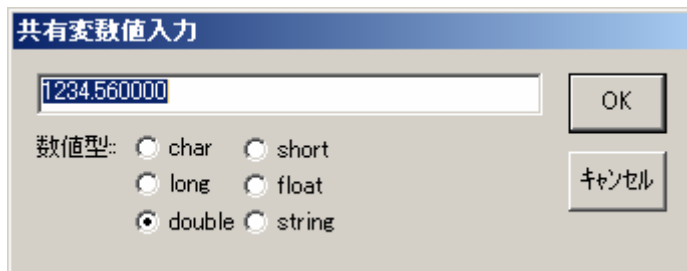 共有変数値入力
1234.560000
OK
数値型:
char
short
long
float
キャンセル
double
string